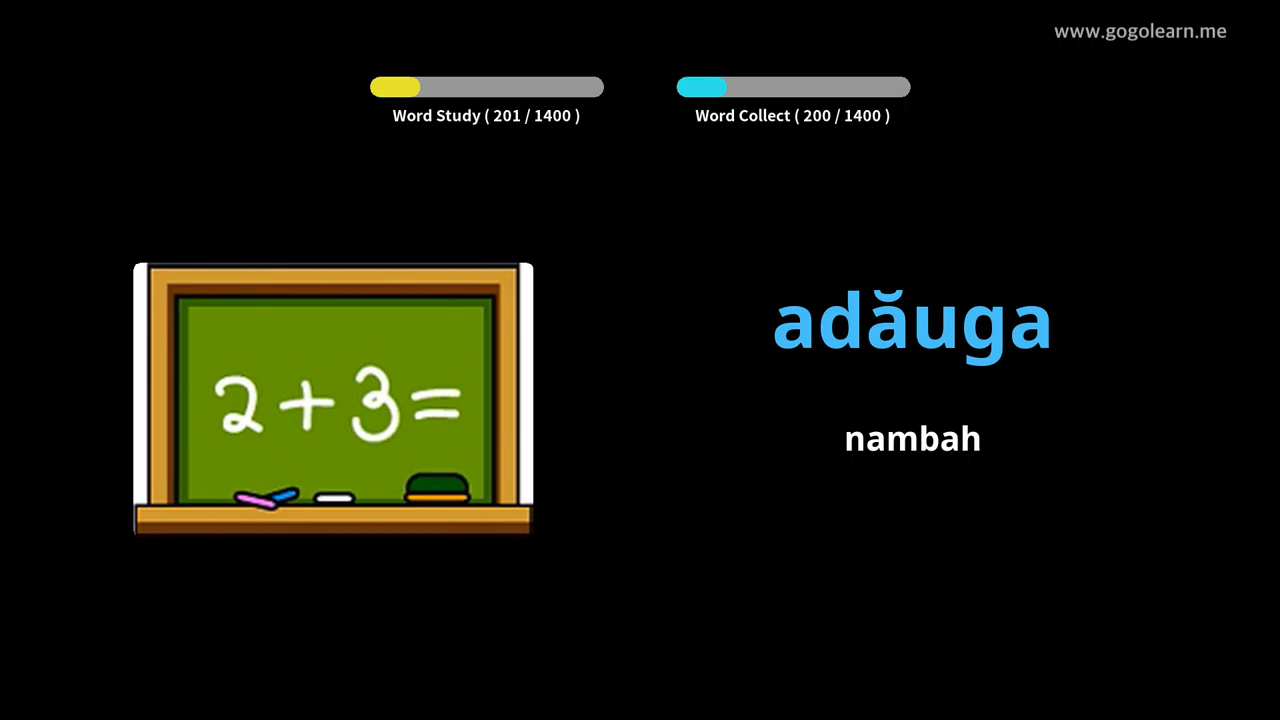 www.gogolearn.me
Word Study ( 201 / 1400 )
Word Collect ( 200 / 1400 )
2 + 3 =
adăuga
nambah